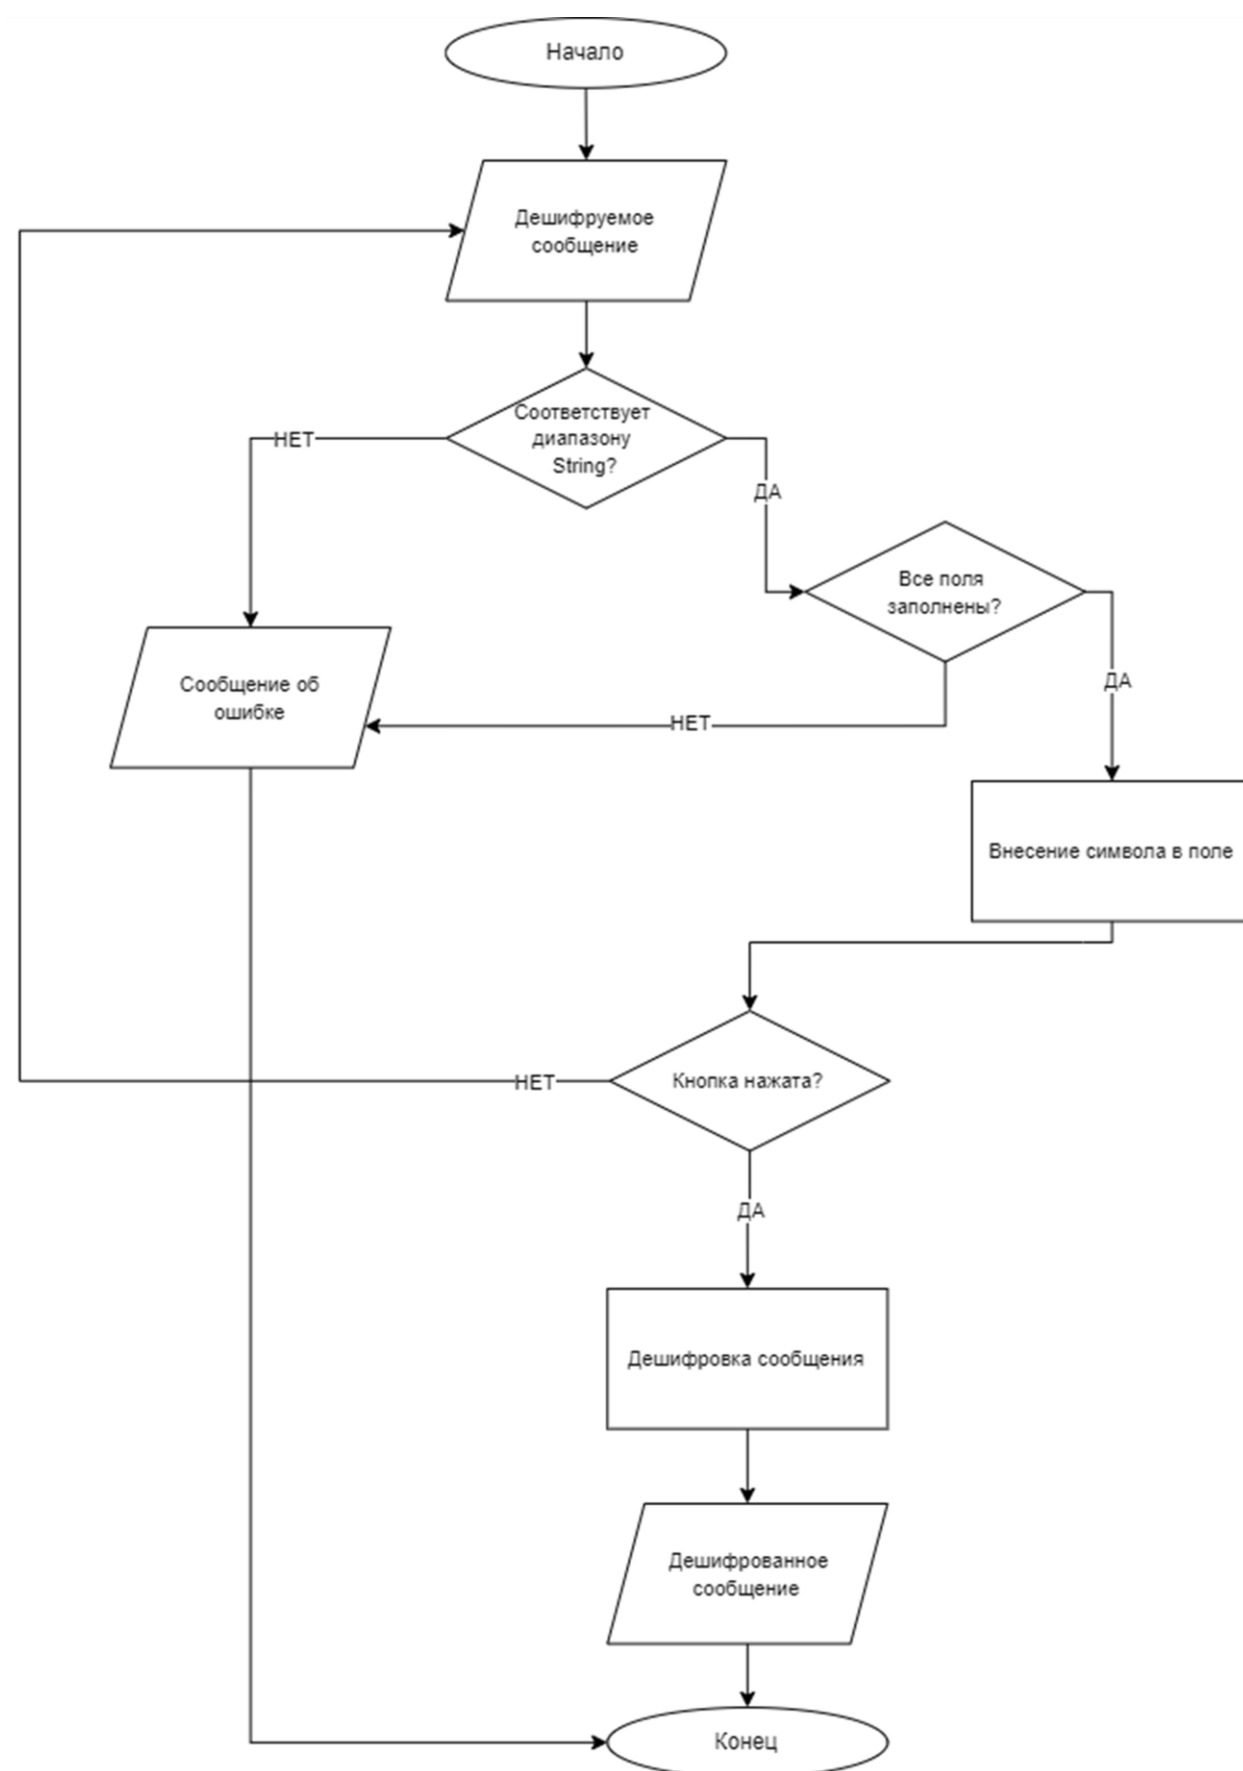 Начало
Дешифруемое
сообщение
Соответствует
диапазону
String?
НЕТ
ДА
Все поля
заполнены?
Сообщение об
ошибке
ДА
НЕТ
Внесение символа в поле
Кнопка нажата?
НЕТ
ДА
Дешифровка сообщения
Дешифрованное
сообщение
Конец